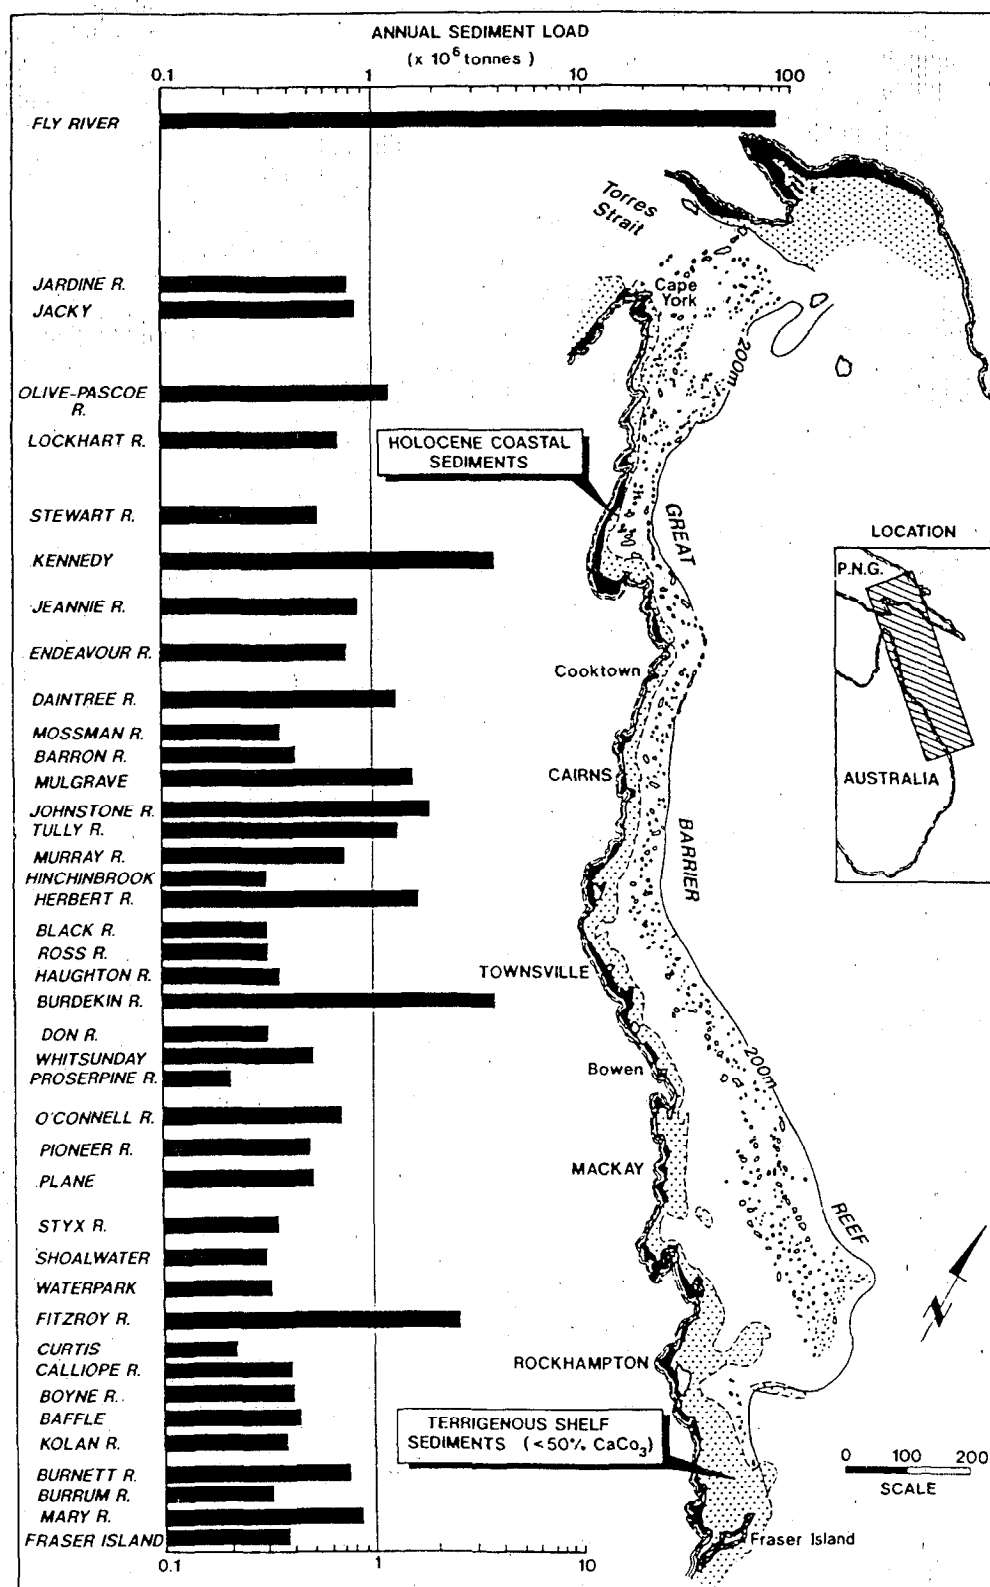 ANNUAL SEDIMENT LOAD
(x 10⁶ tonnes)
0.1 1 10 100
FLY RIVER
Torres
Strait
JARDINE R.
Cape
York
JACKY
200m
OLIVE-PASCOE
R.
LOCKHART R.
HOLOCENE COASTAL
SEDIMENTS
STEWART R.
GREAT
LOCATION
KENNEDY
P.N.G.
JEANNIE R.
ENDEAVOUR R.
Cooktown
DAINTREE R.
MOSSMAN R.
BARRON R.
CAIRNS
MULGRAVE
AUSTRALIA
JOHNSTONE R.
TULLY R.
BARRIER
MURRAY R.
HINCHINBROOK
HERBERT R.
BLACK R.
ROSS R.
HAUGHTON R.
TOWNSVILLE
BURDEKIN R.
DON R.
WHITSUNDAY
200m
PROSERPINE R.
Bowen
O'CONNELL R.
PIONEER R.
MACKAY
PLANE
STYX R.
REEF
SHOALWATER
WATERPARK
N
FITZROY R.
CURTIS
ROCKHAMPTON
CALLIOPE R.
BOYNE R.
BAFFLE
TERRIGENOUS SHELF
SEDIMENTS (<50% CaCo₃)
KOLAN R.
0 100 200
SCALE
BURNETT R.
BURRUM R.
MARY R.
FRASER ISLAND
Fraser Island
0.1 1 10